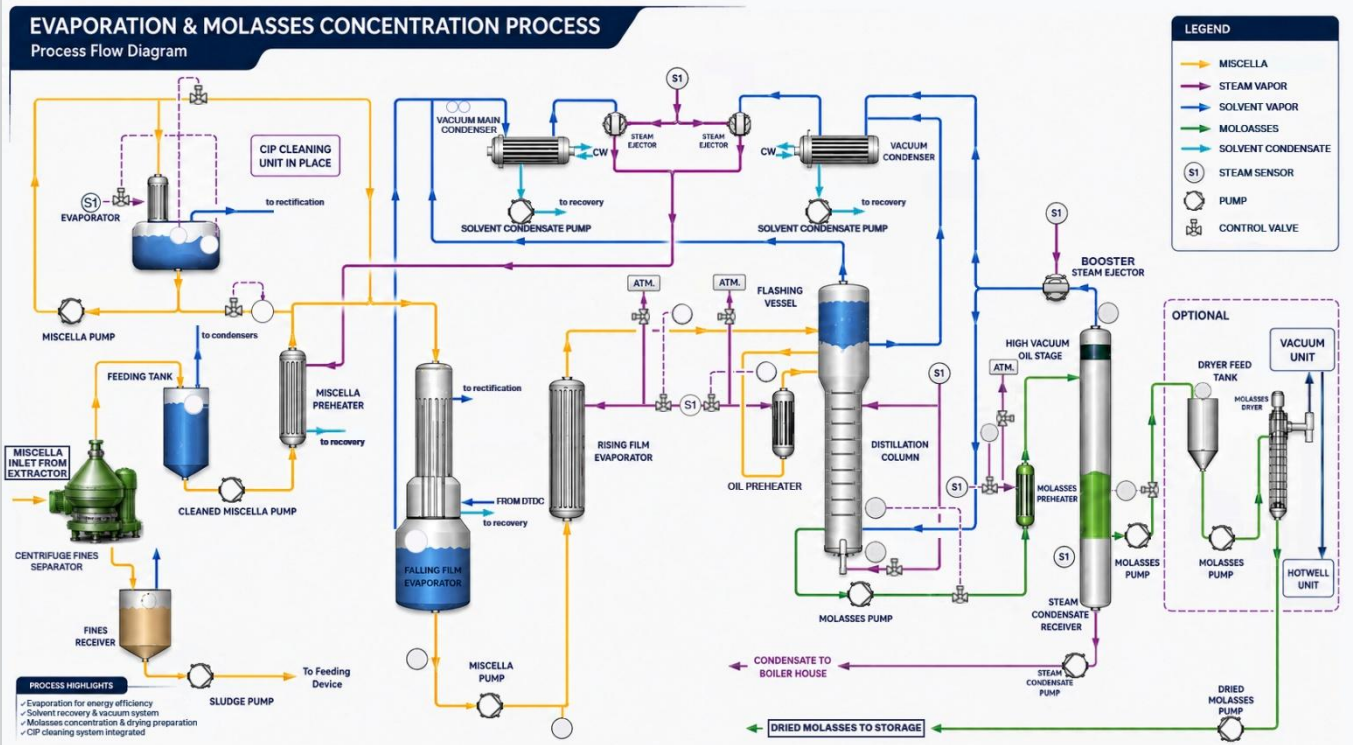 EVAPORATION & MOLASSES CONCENTRATION PROCESS
Process Flow Diagram
LEGEND
MISCELLA
STEAM VAPOR
SOLVENT VAPOR
MOLOASSES
SOLVENT CONDENSATE
S1
STEAM SENSOR
PUMP
CONTROL VALVE
CIP CLEANING
UNIT IN PLACE
S1
EVAPORATOR
to rectification
MISCELLA PUMP
VACUUM MAIN
CONDENSER
CW
SOLVENT CONDENSATE PUMP
to recovery
S1
STEAM
EJECTOR
STEAM
EJECTOR
CW
VACUUM
CONDENSER
to recovery
SOLVENT CONDENSATE PUMP
S1
BOOSTER
STEAM EJECTOR
to condensers
FEEDING TANK
MISCELLA
PREHEATER
to recovery
MISCELLA
INLET FROM
EXTRACTOR
CLEANED MISCELLA PUMP
CENTRIFUGE FINES
SEPARATOR
FINES
RECEIVER
SLUDGE PUMP
To Feeding
Device
to rectification
FROM DTDC
to recovery
FALLING FILM
EVAPORATOR
MISCELLA
PUMP
RISING FILM
EVAPORATOR
ATM.
ATM.
S1
FLASHING
VESSEL
OIL PREHEATER
DISTILLATION
COLUMN
S1
MOLASSES PUMP
HIGH VACUUM
OIL STAGE
ATM.
S1
MOLASSES
PREHEATER
S1
STEAM
CONDENSATE
RECEIVER
MOLASSES
PUMP
OPTIONAL
DRYER FEED
TANK
MOLASSES
DRYER
VACUUM
UNIT
MOLASSES
PUMP
HOTWELL
UNIT
CONDENSATE TO
BOILER HOUSE
STEAM
CONDENSATE
PUMP
DRIED
MOLASSES
PUMP
DRIED MOLASSES TO STORAGE
PROCESS HIGHLIGHTS
✓ Evaporation for energy efficiency
✓ Solvent recovery & vacuum system
✓ Molasses concentration & drying preparation
✓ CIP cleaning system integrated